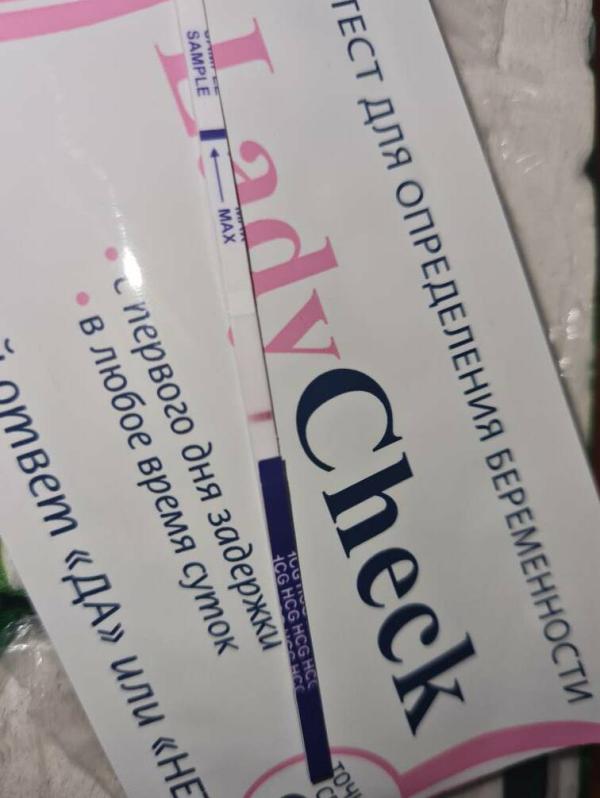 ТЕСТ ДЛЯ ОПРЕДЕЛЕНИЯ БЕРЕМЕННОСТИ
LadyCheck
SAMPLE
MAX
с первого дня задержки
в любое время суток
ответ «ДА» или «НЕ
HCG HCG HCG HCG